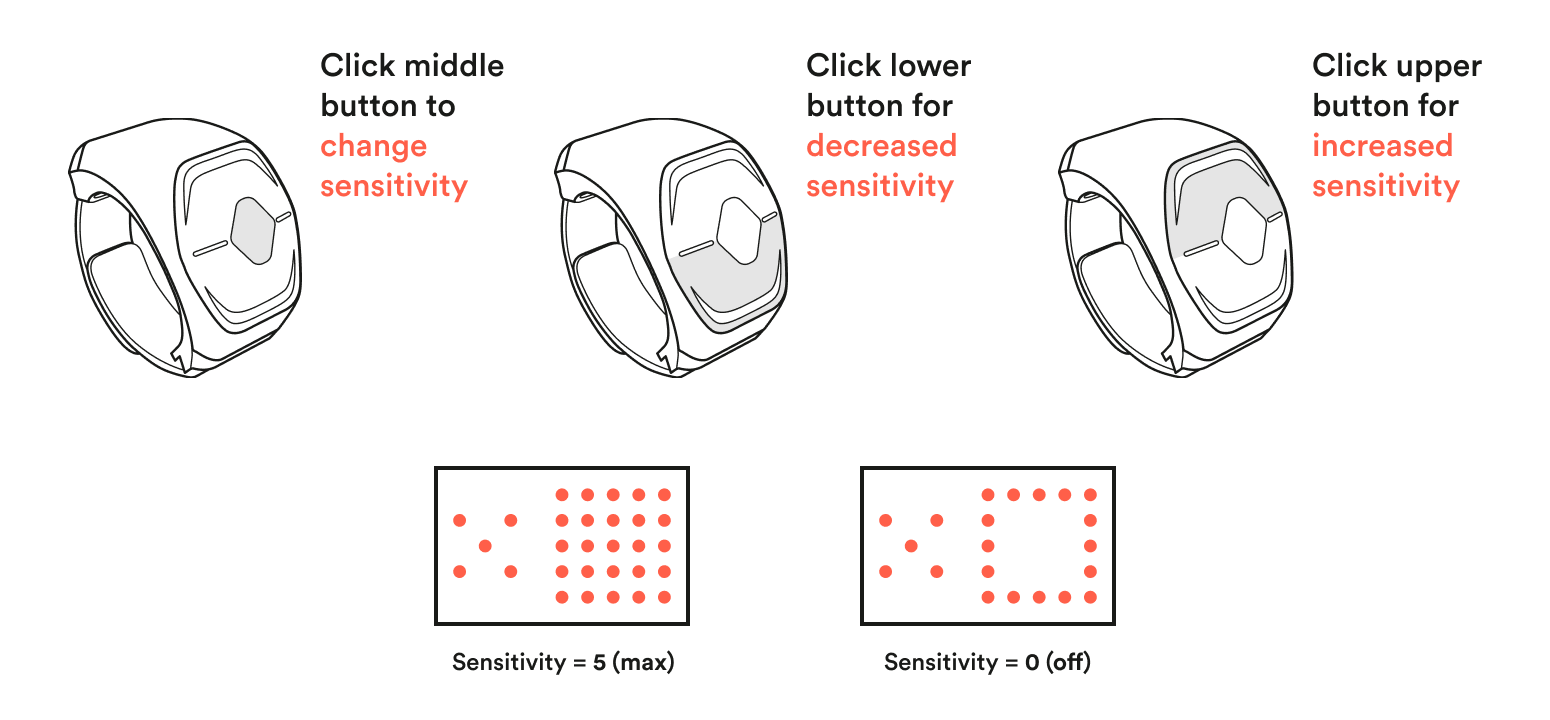 Click middle
button to
change
sensitivity
Click lower
button for
decreased
sensitivity
Click upper
button for
increased
sensitivity
Sensitivity = 5 (max)
Sensitivity = 0 (off)